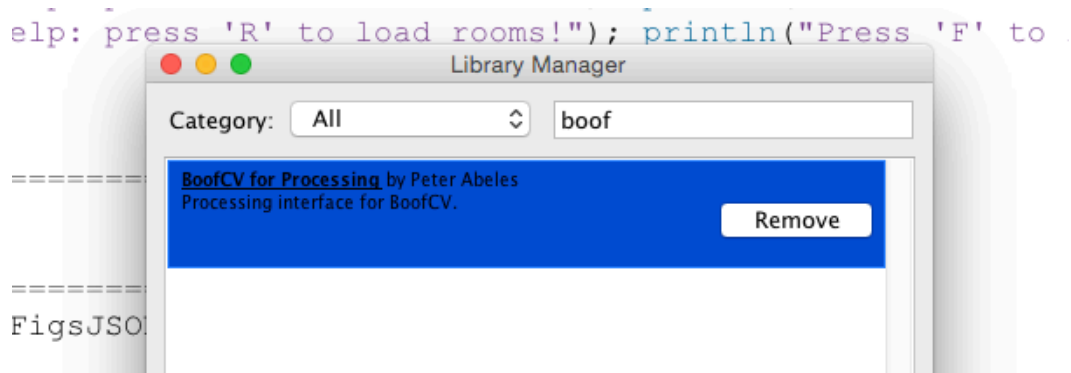 elp: press 'R' to load rooms!"); println("Press 'F' to
Library Manager
Category: All boof
BoofCV for Processing by Peter Abeles
Processing interface for BoofCV.
Remove
FigsJSO